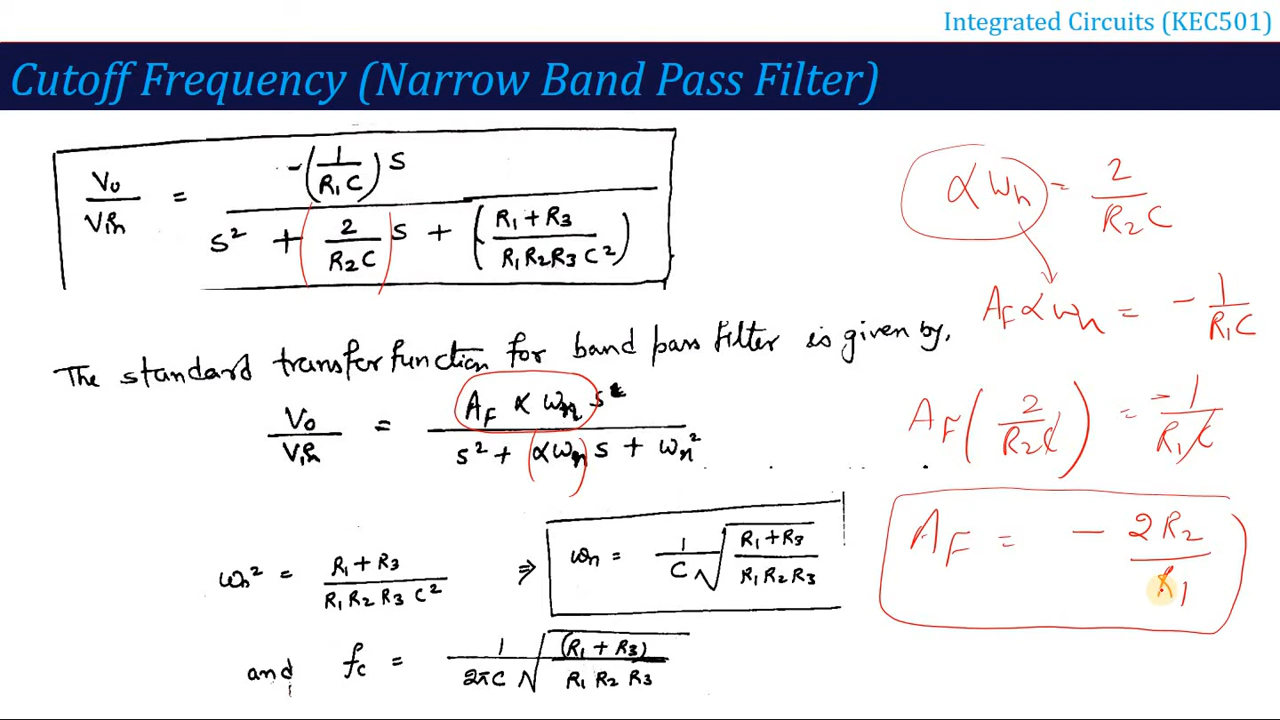 Integrated Circuits (KEC501)
Cutoff Frequency (Narrow Band Pass Filter)
Vo/Vin = -(1/R1C)s / s² + (2/R2C)s + (R1+R3/R1R2R3C²)
The standard transfer function for band pass filter is given by,
Vo/Vin = AF α ωn s / s² + (αωn)s + ωn²
ωn² = R1+R3/R1R2R3C² ⇒ ωn = 1/C √(R1+R3/R1R2R3)
and fc = 1/2πC √((R1+R3)/R1R2R3)
αωn = 2/R2C
AF αωn = -1/R1C
AF(2/R2C) = -1/R1C
AF = - 2R2/R1